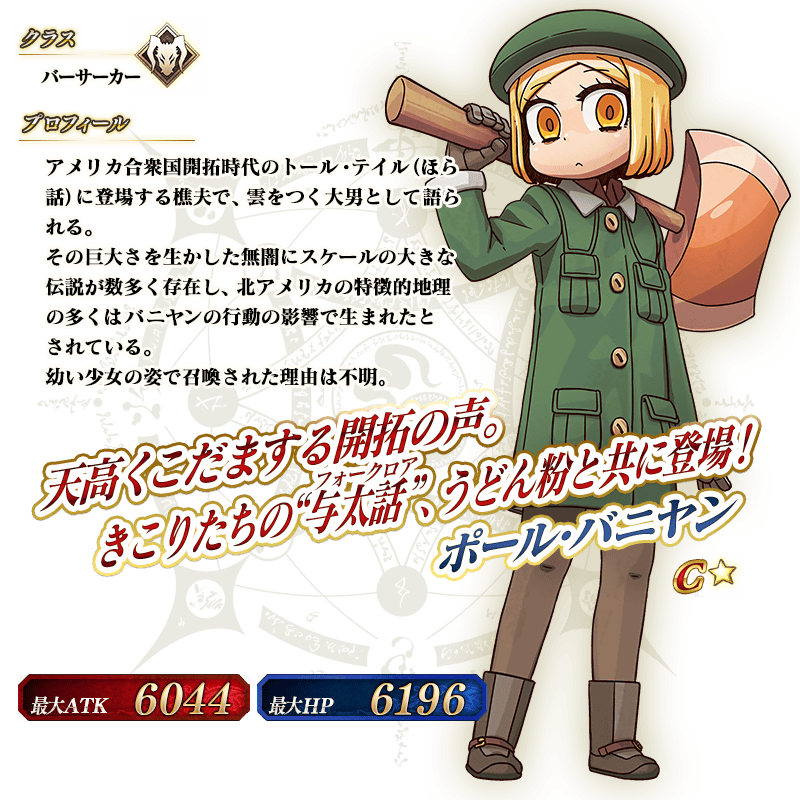 クラス
バーサーカー
プロフィール
アメリカ合衆国開拓時代のトール・テイル(ほら
話)に登場する樵夫で、雲をつく大男として語ら
れる。
その巨大さを生かした無闇にスケールの大きな
伝説が数多く存在し、北アメリカの特徴的地理
の多くはバニヤンの行動の影響で生まれたと
されている。
幼い少女の姿で召喚された理由は不明。
天高くこだまする開拓の声。
フォークロア
きこりたちの“与太話”、うどん粉と共に登場!
ポール・バニヤン
C
最大ATK 6044
最大HP 6196